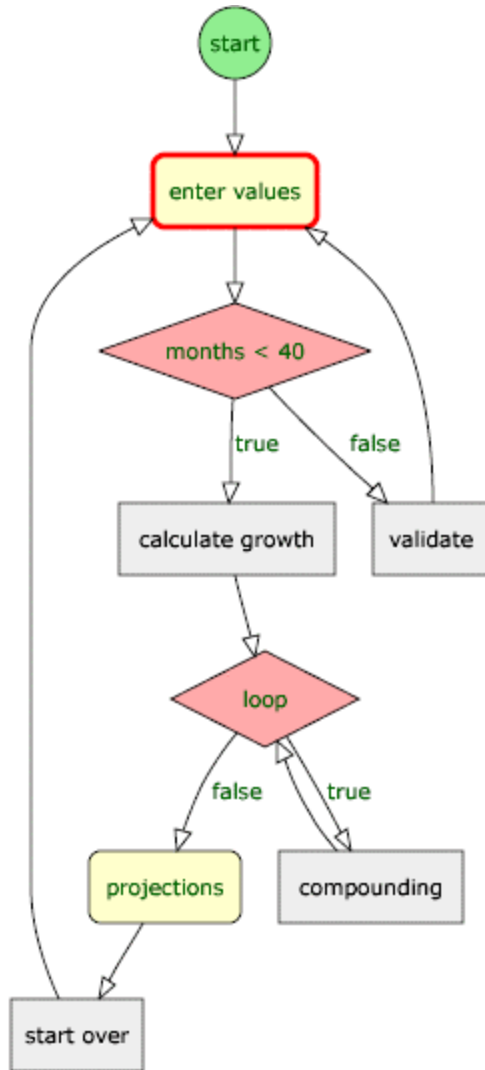 start
enter values
months < 40
true
false
calculate growth
validate
loop
false
true
projections
compounding
start over